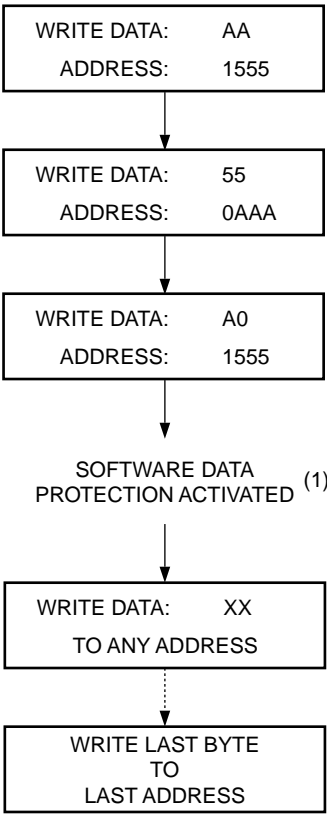 WRITE DATA: AA
ADDRESS: 1555
WRITE DATA: 55
ADDRESS: 0AAA
WRITE DATA: A0
ADDRESS: 1555
SOFTWARE DATA
PROTECTION ACTIVATED (1)
WRITE DATA: XX
TO ANY ADDRESS
WRITE LAST BYTE
TO
LAST ADDRESS